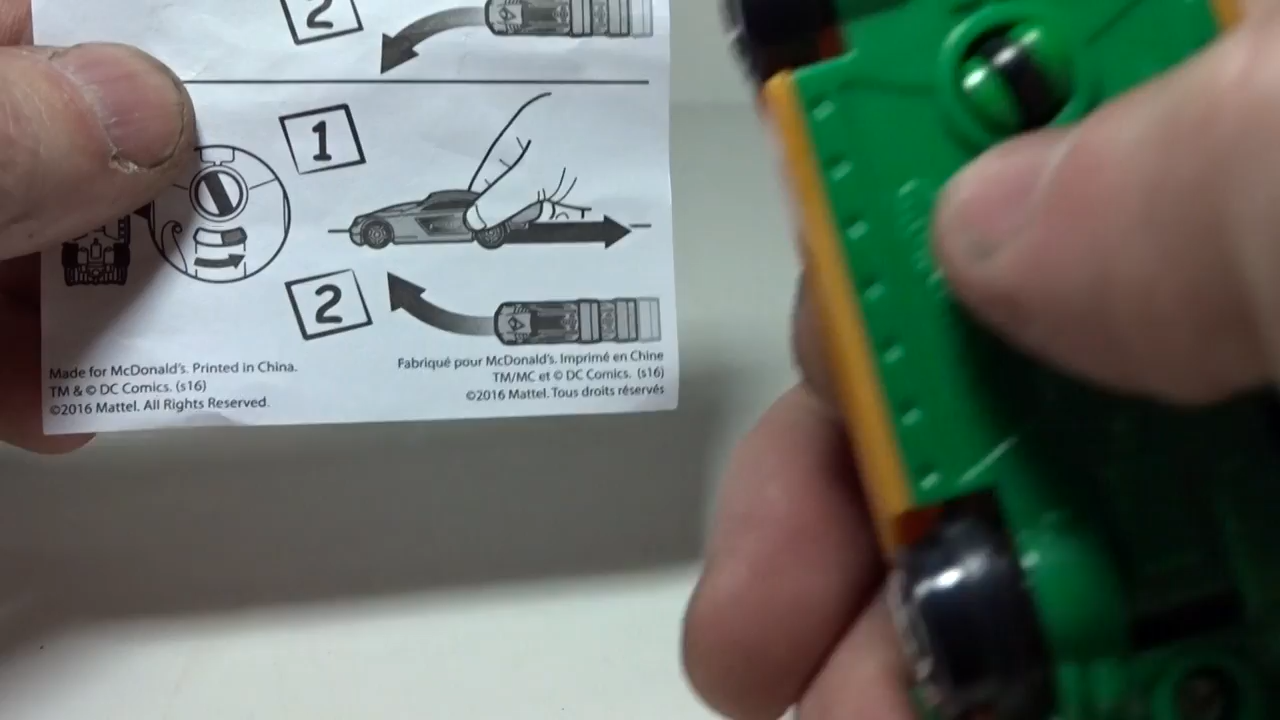 2
1
2
Made for McDonald's. Printed in China.
TM & © DC Comics. (s16)
©2016 Mattel. All Rights Reserved.
Fabriqué pour McDonald's. Imprimé en Chine
TM/MC et © DC Comics. (s16)
©2016 Mattel. Tous droits réservés